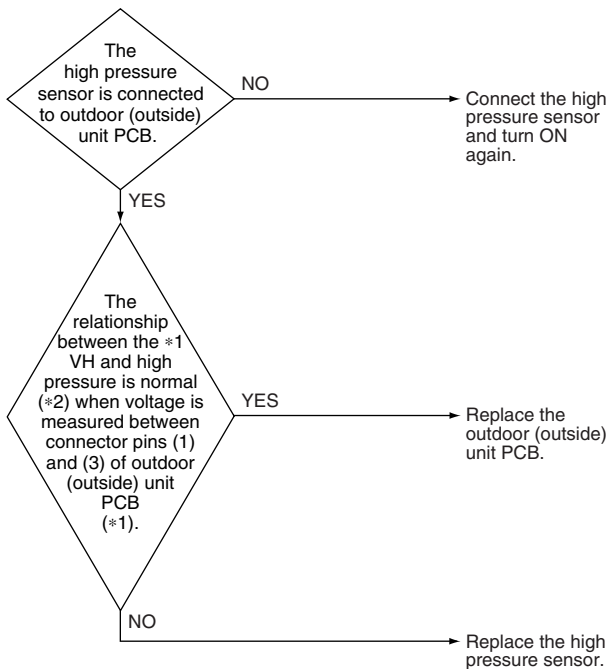 The
high pressure
sensor is connected
to outdoor (outside)
unit PCB.
NO
Connect the high
pressure sensor
and turn ON
again.
YES
The
relationship
between the *1
VH and high
pressure is normal
(*2) when voltage is
measured between
connector pins (1)
and (3) of outdoor
(outside) unit
PCB
(*1).
YES
Replace the
outdoor (outside)
unit PCB.
NO
Replace the high
pressure sensor.